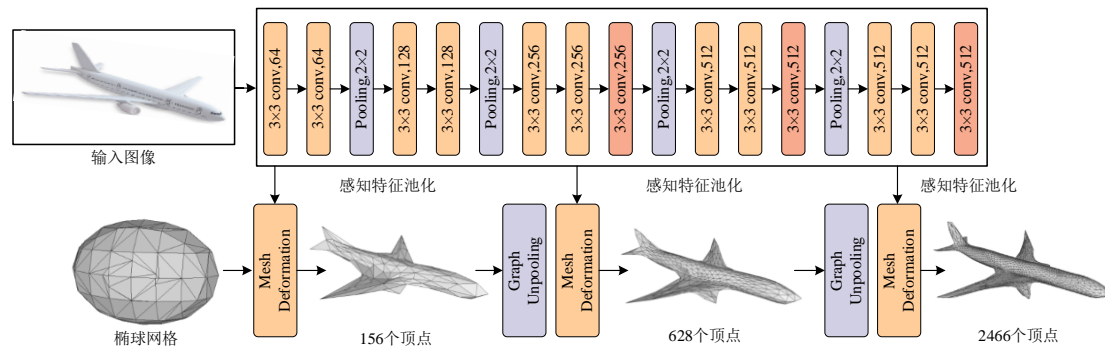 3×3 conv,64
3×3 conv,64
Pooling,2×2
3×3 conv,128
3×3 conv,128
Pooling,2×2
3×3 conv,256
3×3 conv,256
3×3 conv,256
Pooling,2×2
3×3 conv,512
3×3 conv,512
3×3 conv,512
Pooling,2×2
3×3 conv,512
3×3 conv,512
3×3 conv,512
输入图像
感知特征池化
感知特征池化
感知特征池化
Mesh
Deformation
Graph
Unpooling
Mesh
Deformation
Graph
Unpooling
Mesh
Deformation
椭球网格
156个顶点
628个顶点
2466个顶点